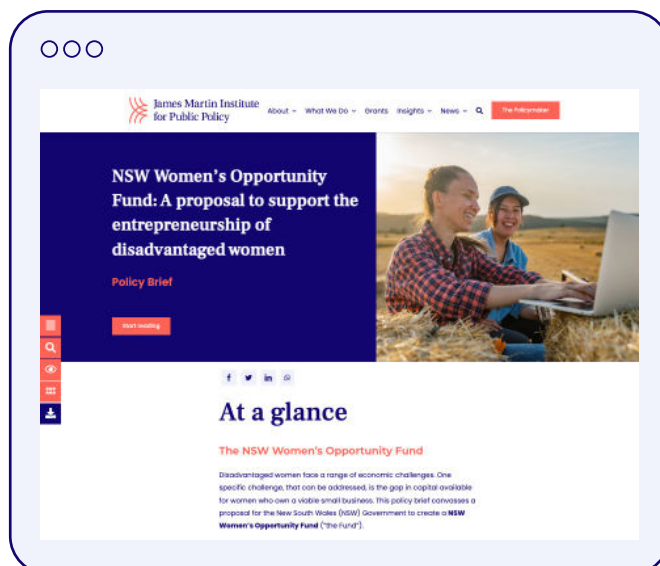 James Martin Institute
for Public Policy
About What We Do Grants Insights News The Policymaker
NSW Women's Opportunity
Fund: A proposal to support the
entrepreneurship of
disadvantaged women
Policy Brief
Start reading
At a glance
The NSW Women's Opportunity Fund
Disadvantaged women face a range of economic challenges. One
specific challenge, that can be addressed, is the gap in capital available
for women who own a viable small business. This policy brief canvasses a
proposal for the New South Wales (NSW) Government to create a NSW
Women's Opportunity Fund ("the Fund").